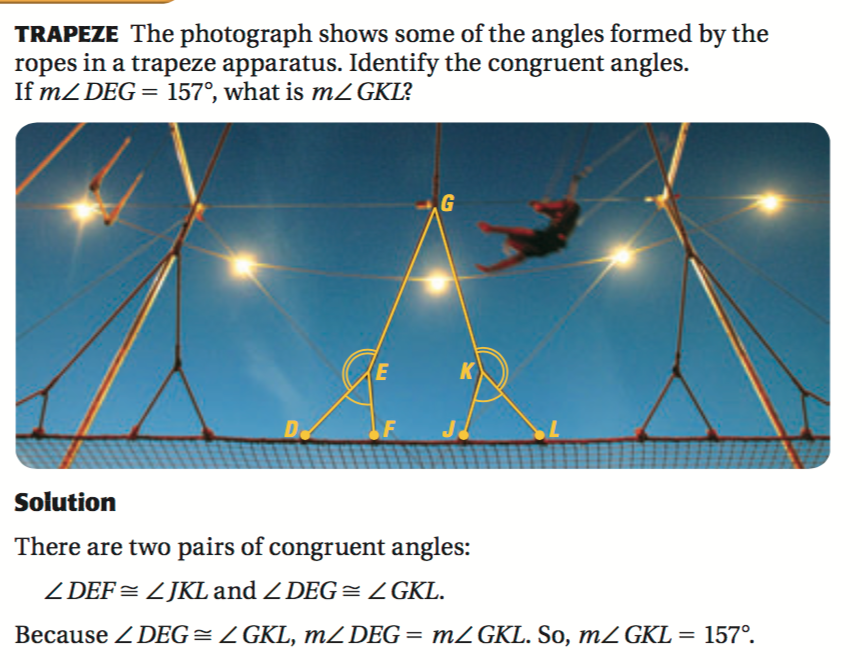 TRAPEZE The photograph shows some of the angles formed by the
ropes in a trapeze apparatus. Identify the congruent angles.
If m∠DEG = 157°, what is m∠GKL?
G
E
K
D
F
J
L
Solution
There are two pairs of congruent angles:
∠DEF ≅ ∠JKL and ∠DEG ≅ ∠GKL.
Because ∠DEG ≅ ∠GKL, m∠DEG = m∠GKL. So, m∠GKL = 157°.